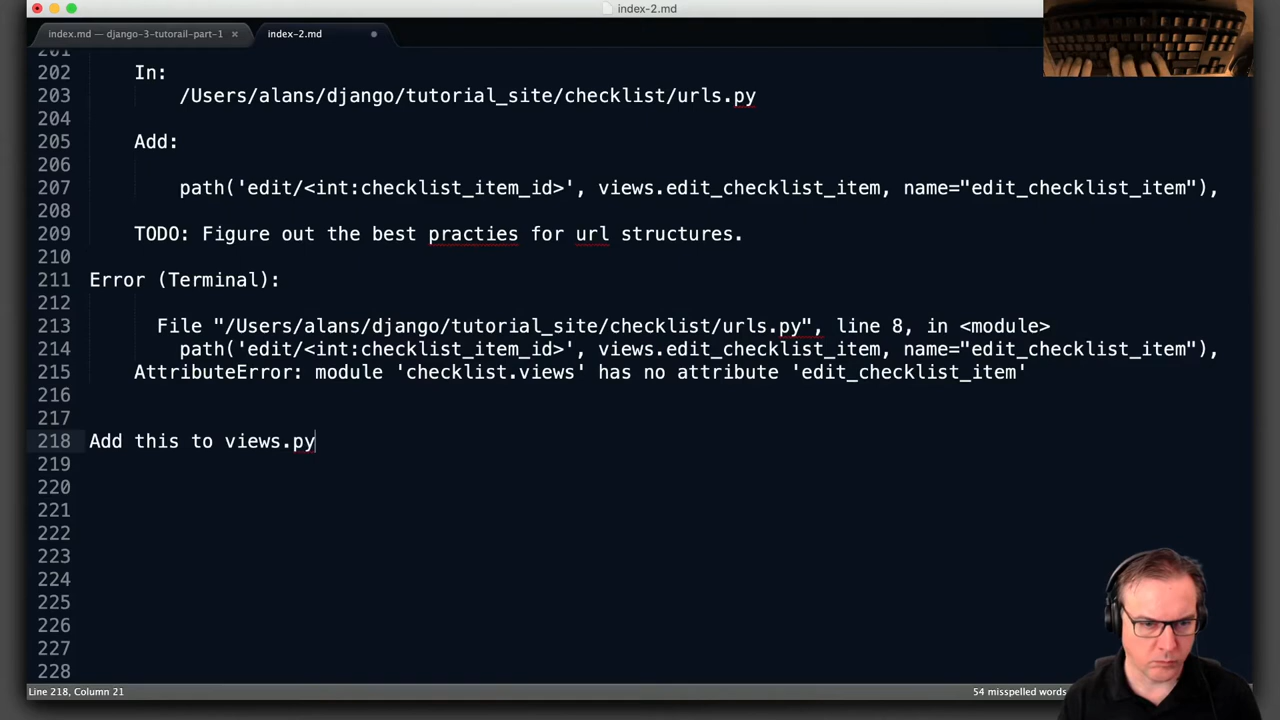 index-2.md
index.md — django-3-tutorail-part-1 ×
index-2.md
201
202 In:
203 /Users/alans/django/tutorial_site/checklist/urls.py
204
205 Add:
206
207 path('edit/<int:checklist_item_id>', views.edit_checklist_item, name="edit_checklist_item"),
208
209 TODO: Figure out the best practies for url structures.
210
211 Error (Terminal):
212
213 File "/Users/alans/django/tutorial_site/checklist/urls.py", line 8, in <module>
214 path('edit/<int:checklist_item_id>', views.edit_checklist_item, name="edit_checklist_item"),
215 AttributeError: module 'checklist.views' has no attribute 'edit_checklist_item'
216
217
218 Add this to views.py
219
220
221
222
223
224
225
226
227
228
Line 218, Column 21
54 misspelled words